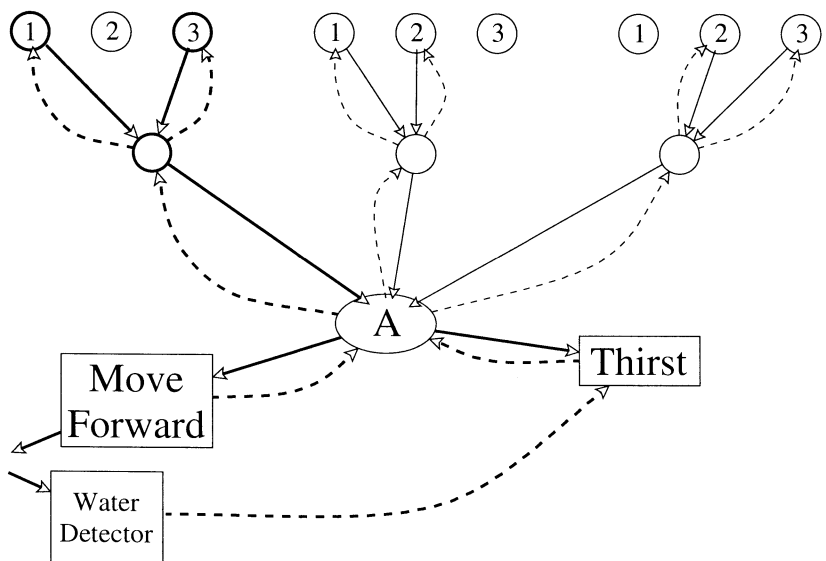 1 2 3 1 2 3 1 2 3
A
Thirst
Move
Forward
Water
Detector